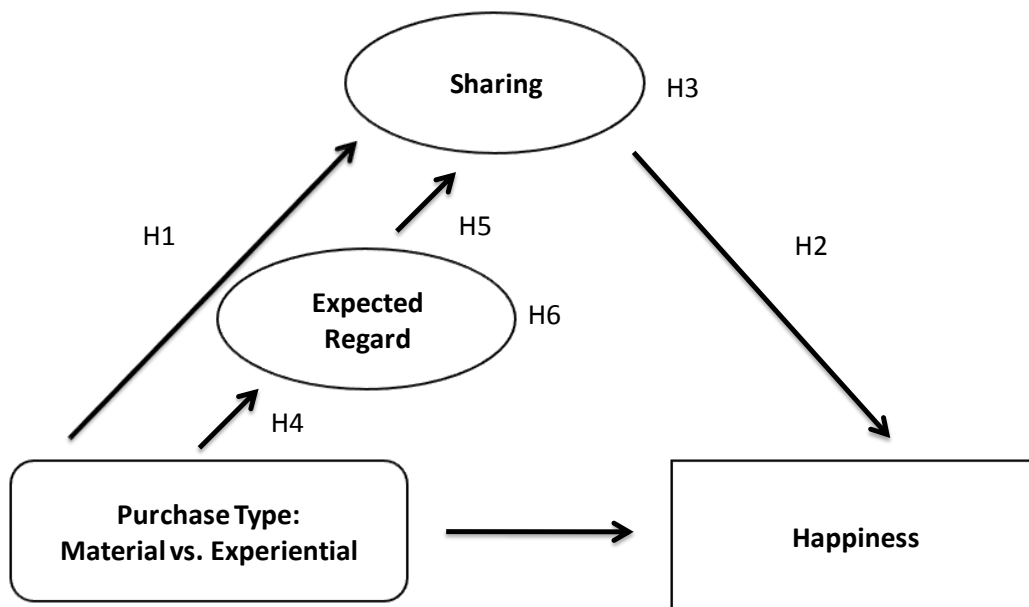 Sharing
H3
H1
H5
H2
Expected
Regard
H6
H4
Purchase Type:
Material vs. Experiential
Happiness